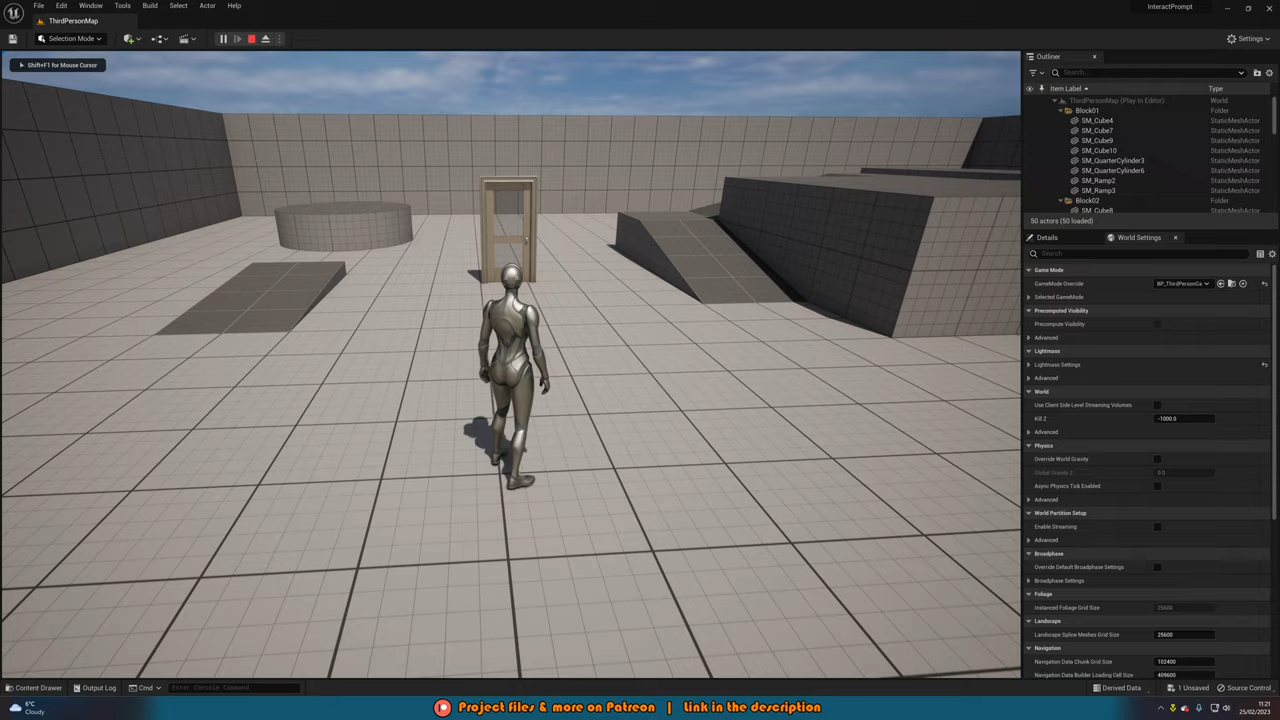 File Edit Window Tools Build Select Actor Help
InteractPrompt
ThirdPersonMap
Selection Mode
Settings
Shift+F1 for Mouse Cursor
Outliner
Search...
Item Label Type
ThirdPersonMap (Play In Editor) World
Block01 Folder
SM_Cube4 StaticMeshActor
SM_Cube7 StaticMeshActor
SM_Cube9 StaticMeshActor
SM_Cube10 StaticMeshActor
SM_QuarterCylinder3 StaticMeshActor
SM_QuarterCylinder6 StaticMeshActor
SM_Ramp2 StaticMeshActor
SM_Ramp3 StaticMeshActor
Block02 Folder
SM_Cube8 StaticMeshActor
50 actors (50 loaded)
Details World Settings
Search
Game Mode
GameMode Override BP_ThirdPersonGa
Selected GameMode
Precomputed Visibility
Precompute Visibility
Advanced
Lightmass
Lightmass Settings
Advanced
World
Use Client Side Level Streaming Volumes
Kill Z -1000.0
Advanced
Physics
Override World Gravity
Global Gravity Z 0.0
Async Physics Tick Enabled
Advanced
World Partition Setup
Enable Streaming
Advanced
Broadphase
Override Default Broadphase Settings
Broadphase Settings
Foliage
Instanced Foliage Grid Size 25600
Landscape
Landscape Spline Meshes Grid Size 25600
Navigation
Navigation Data Chunk Grid Size 102400
Navigation Data Builder Loading Cell Size 409600
Content Drawer Output Log Cmd Enter Console Command
Derived Data 1 Unsaved Source Control
6°C
Cloudy
Project files & more on Patreon | Link in the description
11:21
25/02/2023